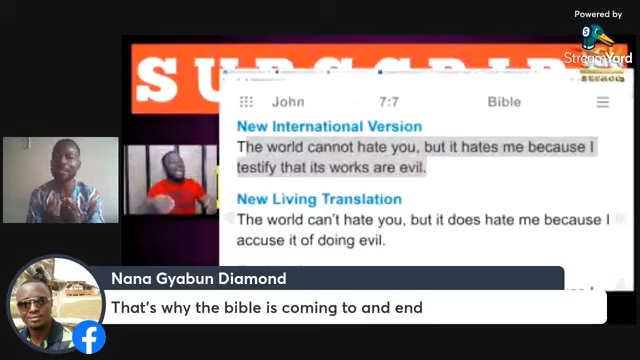 Powered by
StreamYard
SUBSCRIBE
John 7:7 Bible
New International Version
The world cannot hate you, but it hates me because I
testify that its works are evil.
New Living Translation
The world can't hate you, but it does hate me because I
accuse it of doing evil.
Nana Gyabun Diamond
That's why the bible is coming to and end